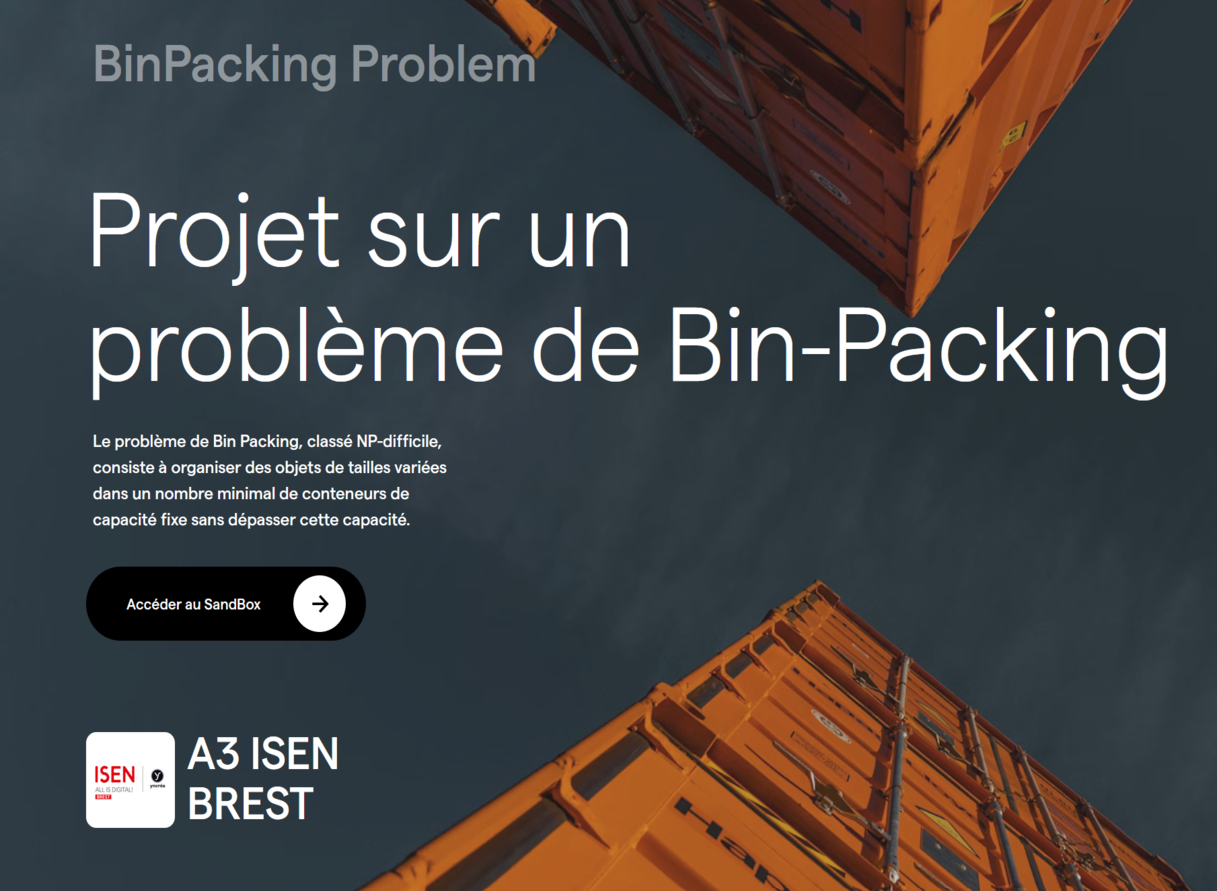 BinPacking Problem
Projet sur un
problème de Bin-Packing
Le problème de Bin Packing, classé NP-difficile,
consiste à organiser des objets de tailles variées
dans un nombre minimal de conteneurs de
capacité fixe sans dépasser cette capacité.
Accéder au SandBox
ISEN
ALL IS DIGITAL!
BREST
yncréa
A3 ISEN
BREST